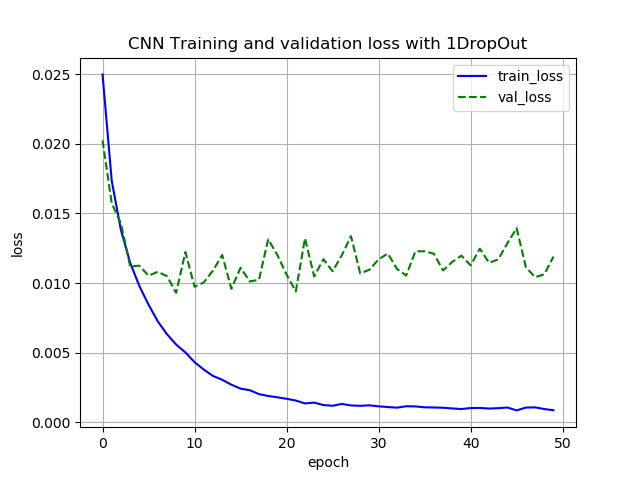 CNN Training and validation loss with 1DropOut
train_loss
val_loss
0.025
0.020
0.015
0.010
0.005
0.000
loss
0 10 20 30 40 50
epoch